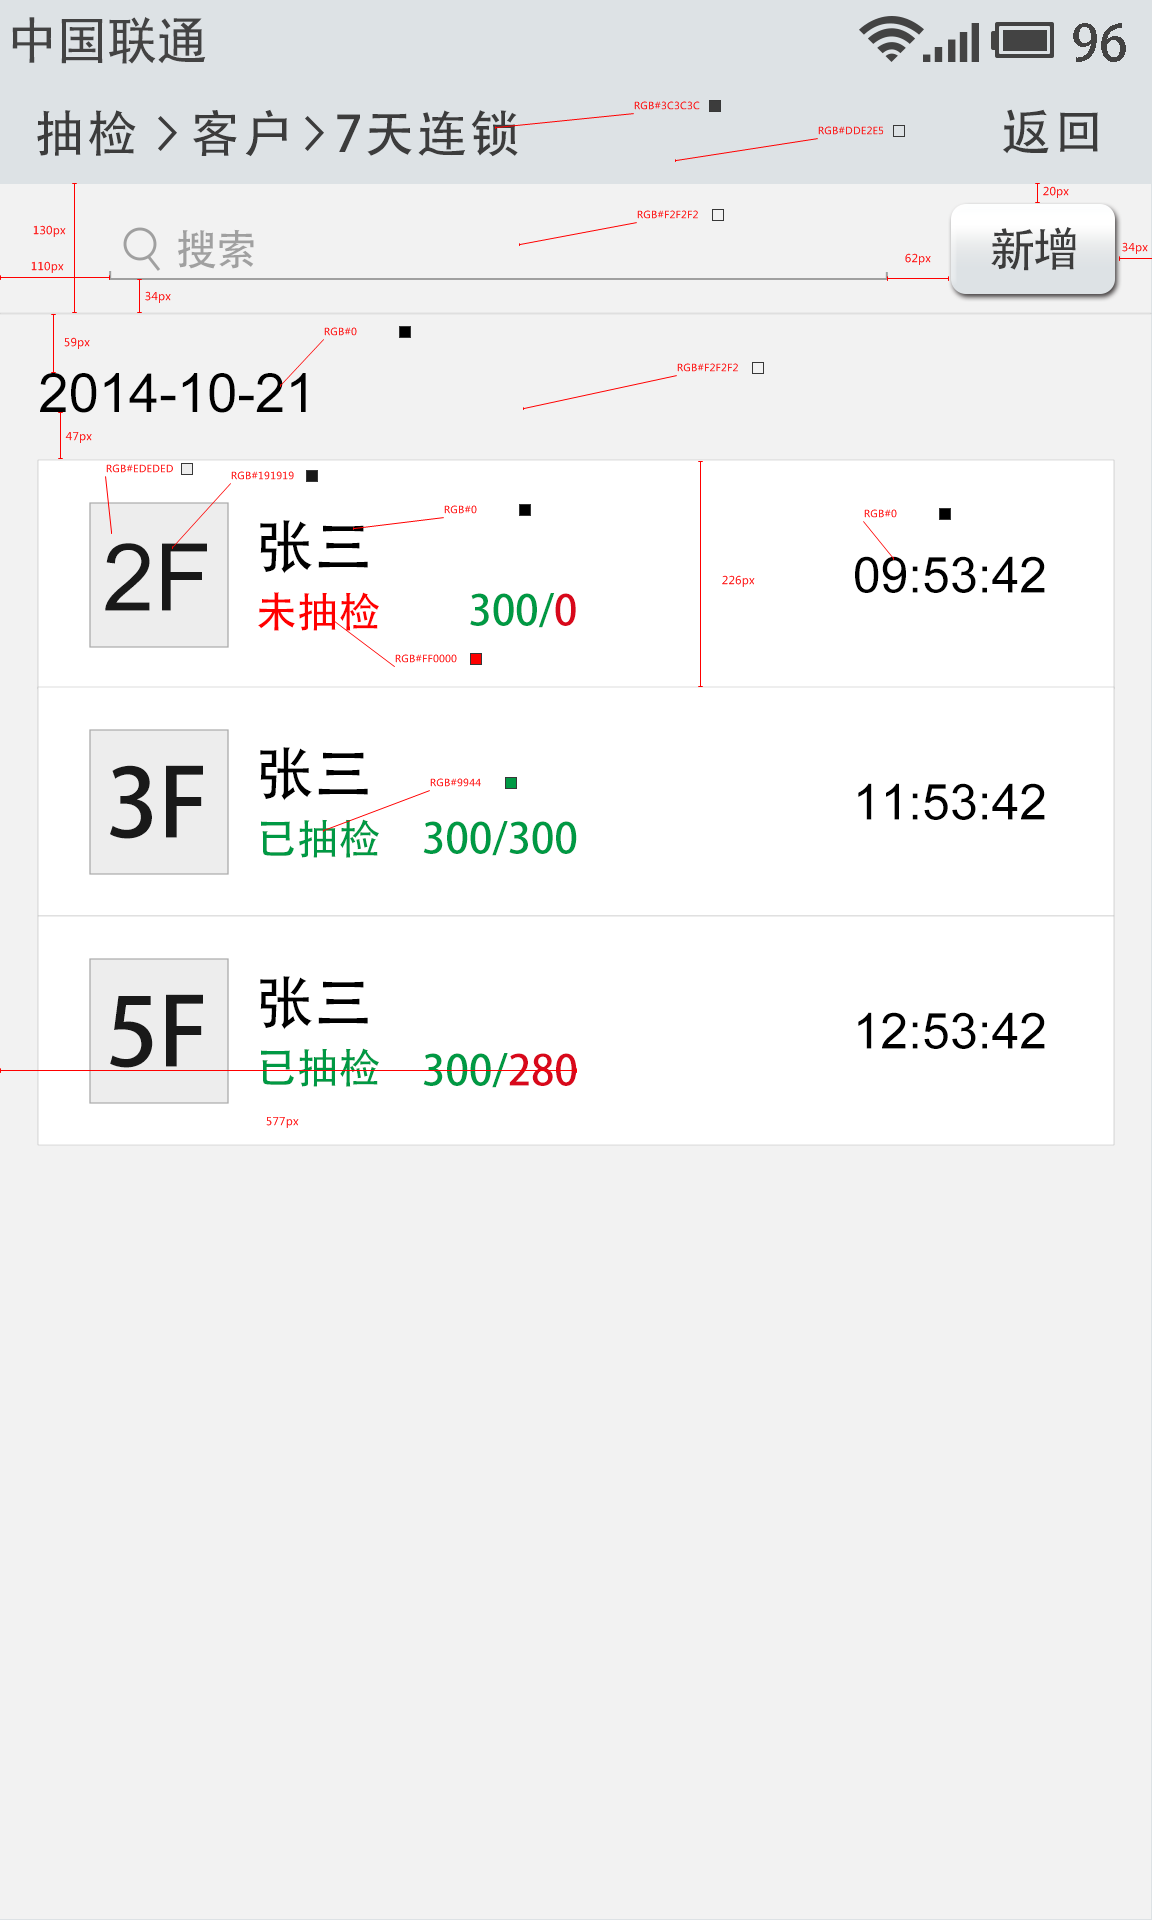 中国联通 96
抽检 > 客户 > 7天连锁 返回
RGB#3C3C3C
RGB#DDE2E5
20px
RGB#F2F2F2
130px
搜索
新增
34px
62px
110px
34px
RGB#0
59px
RGB#F2F2F2
2014-10-21
47px
RGB#EDEDED
RGB#191919
RGB#0
RGB#0
2F
张三
09:53:42
226px
未抽检 300/0
RGB#FF0000
3F
张三
RGB#9944
11:53:42
已抽检 300/300
5F
张三
12:53:42
已抽检 300/280
577px